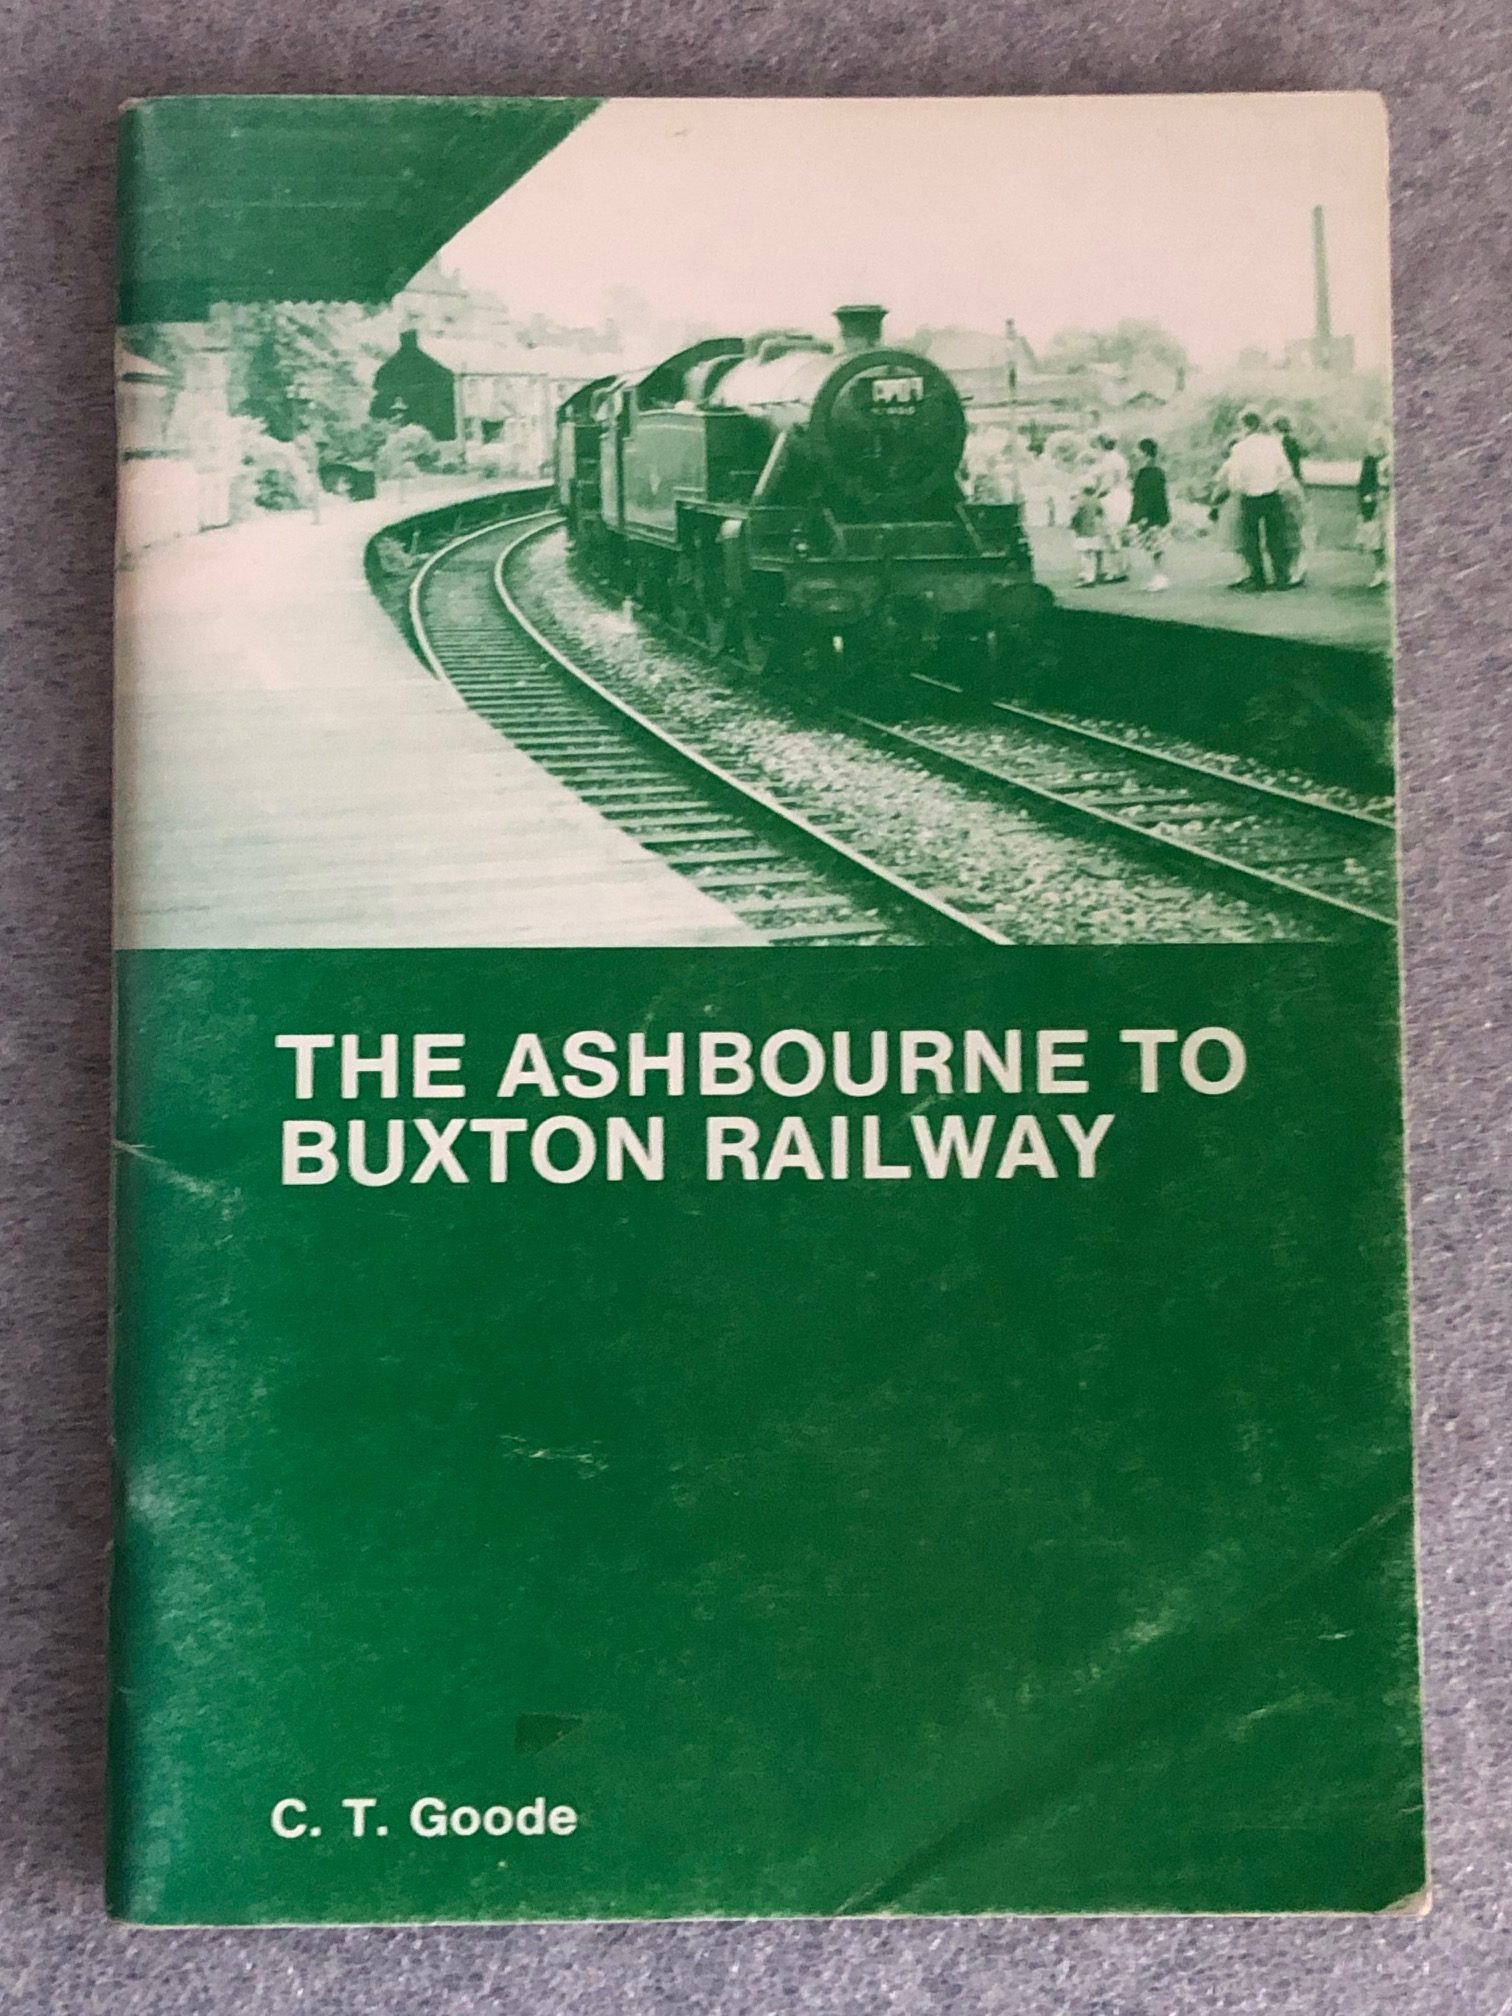 THE ASHBOURNE TO
BUXTON RAILWAY
C. T. Goode